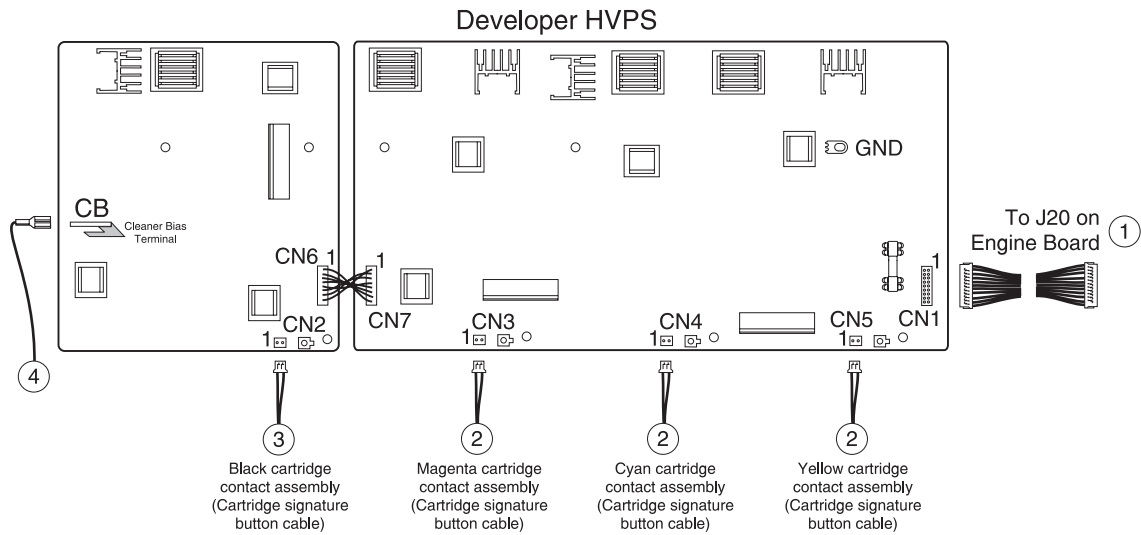 Developer HVPS
GND
CB
Cleaner Bias
Terminal
To J20 on
Engine Board
1
CN6 1
1
1
CN2
1
CN7
CN3
1
CN4
1
CN5
1
CN1
4
3
2
2
2
Black cartridge
contact assembly
(Cartridge signature
button cable)
Magenta cartridge
contact assembly
(Cartridge signature
button cable)
Cyan cartridge
contact assembly
(Cartridge signature
button cable)
Yellow cartridge
contact assembly
(Cartridge signature
button cable)